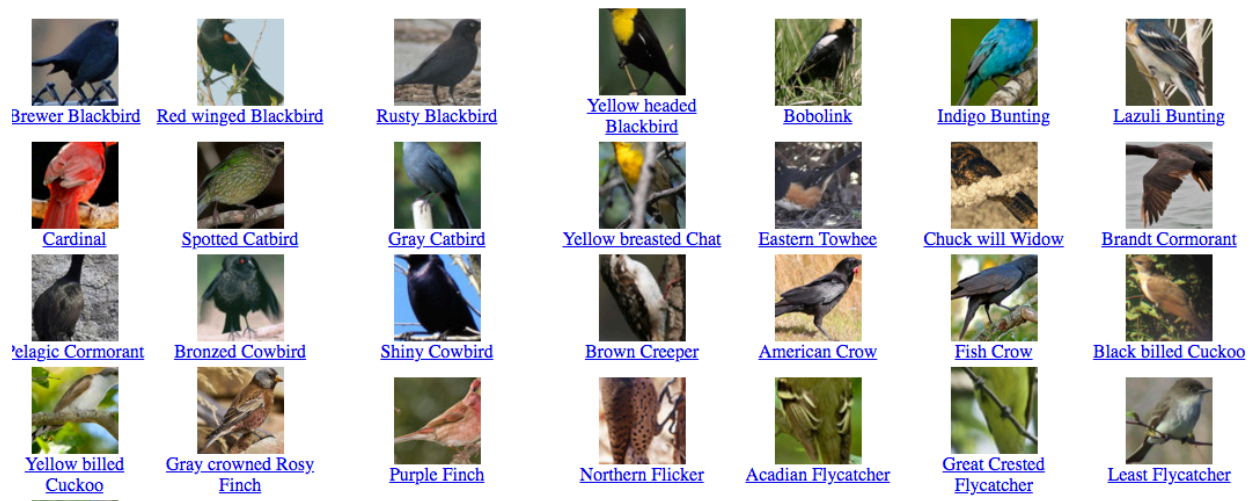 Brewer Blackbird Red winged Blackbird Rusty Blackbird Yellow headed Blackbird Bobolink Indigo Bunting Lazuli Bunting
Cardinal Spotted Catbird Gray Catbird Yellow breasted Chat Eastern Towhee Chuck will Widow Brandt Cormorant
Pelagic Cormorant Bronzed Cowbird Shiny Cowbird Brown Creeper American Crow Fish Crow Black billed Cuckoo
Yellow billed Cuckoo Gray crowned Rosy Finch Purple Finch Northern Flicker Acadian Flycatcher Great Crested Flycatcher Least Flycatcher